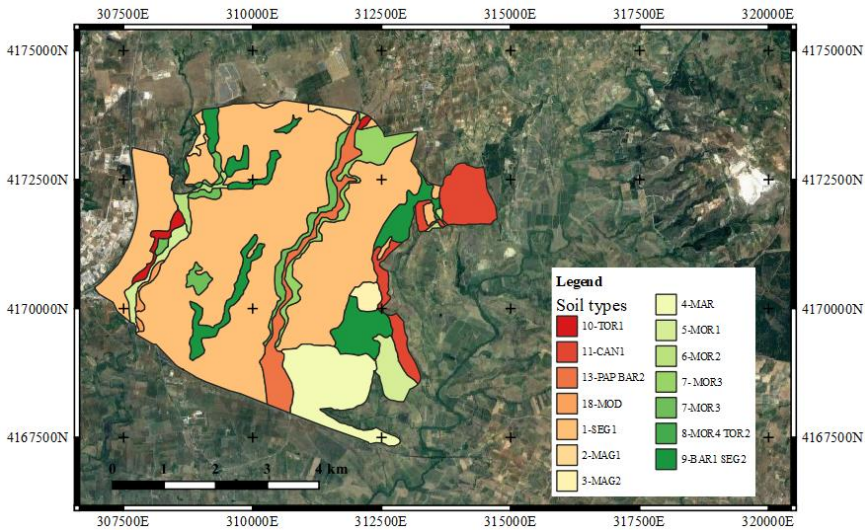 307500E 310000E 312500E 315000E 317500E 320000E
4175000N 4175000N
4172500N 4172500N
4170000N 4170000N
4167500N 4167500N
Legend
Soil types
10-TOR1
11-CAN1
13-PAP BAR2
18-MOD
1-SEG1
2-MAG1
3-MAG2
4-MAR
5-MOR1
6-MOR2
7- MOR3
7-MOR3
8-MOR4 TOR2
9-BAR1 SEG2
0 1 2 3 4 km
307500E 310000E 312500E 315000E 317500E 320000E